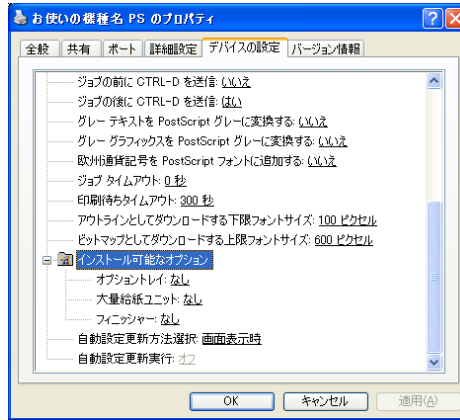 お使いの機種名 PS のプロパティ
全般 共有 ポート 詳細設定 デバイスの設定 バージョン情報
ジョブの前に CTRL-D を送信: いいえ
ジョブの後に CTRL-D を送信: はい
グレー テキストを PostScript グレーに変換する: いいえ
グレー グラフィックスを PostScript グレーに変換する: いいえ
欧州通貨記号を PostScript フォントに追加する: いいえ
ジョブ タイムアウト: 0 秒
印刷待ちタイムアウト: 300 秒
アウトラインとしてダウンロードする下限フォントサイズ: 100 ピクセル
ビットマップとしてダウンロードする上限フォントサイズ: 600 ピクセル
インストール可能なオプション
オプショントレイ: なし
大量給紙ユニット: なし
フィニッシャー: なし
自動設定更新方法選択: 画面表示時
自動設定更新実行: オフ
OK キャンセル 適用(A)